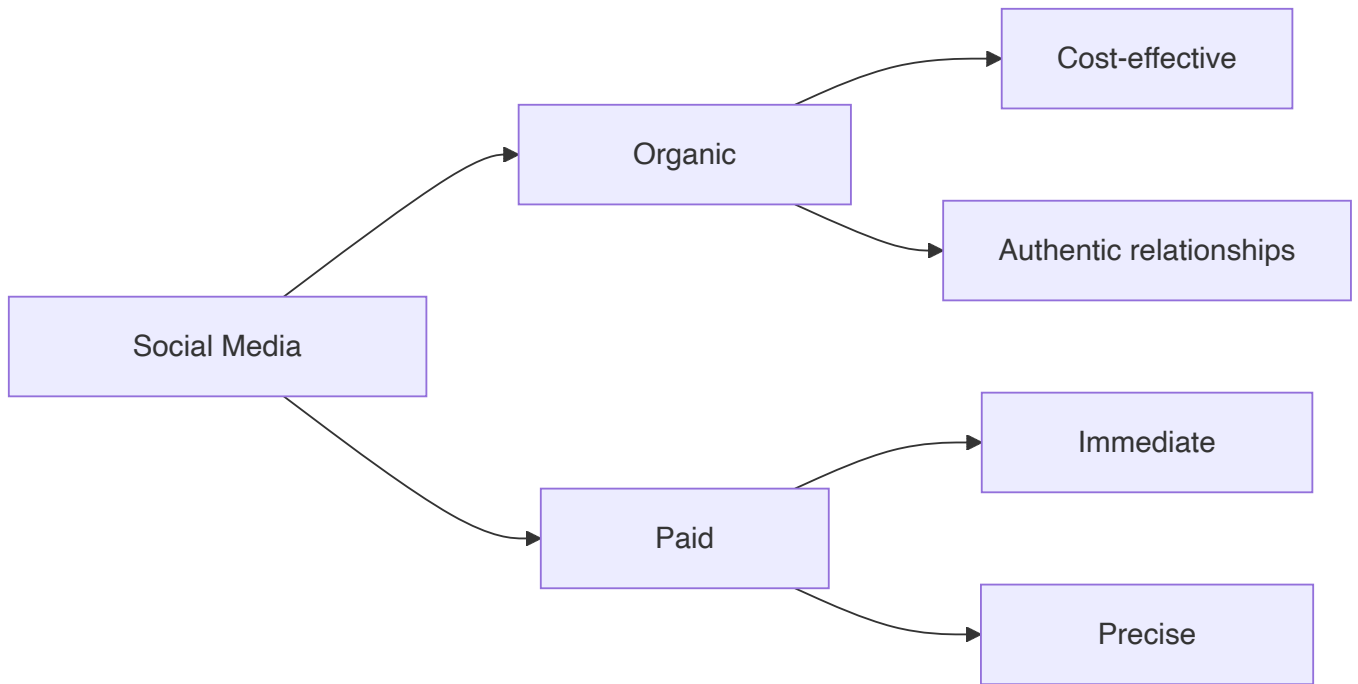 Social Media
Organic
Cost-effective
Authentic relationships
Paid
Immediate
Precise